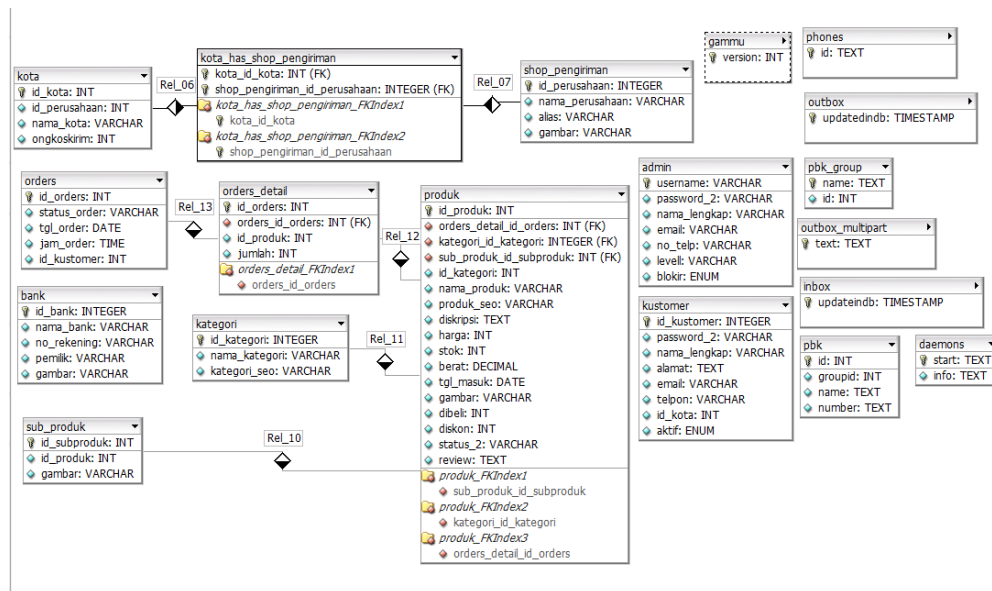 kota
id_kota: INT
id_perusahaan: INT
nama_kota: VARCHAR
ongkoskirim: INT
Rel_06
kota_has_shop_pengiriman
kota_id_kota: INT (FK)
shop_pengiriman_id_perusahaan: INTEGER (FK)
kota_has_shop_pengiriman_FKIndex1
kota_id_kota
kota_has_shop_pengiriman_FKIndex2
shop_pengiriman_id_perusahaan
Rel_07
shop_pengiriman
id_perusahaan: INTEGER
nama_perusahaan: VARCHAR
alias: VARCHAR
gambar: VARCHAR
gammu
version: INT
phones
id: TEXT
outbox
updatedindb: TIMESTAMP
orders
id_orders: INT
status_order: VARCHAR
tgl_order: DATE
jam_order: TIME
id_kustomer: INT
Rel_13
orders_detail
id_orders: INT
orders_id_orders: INT (FK)
id_produk: INT
jumlah: INT
orders_detail_FKIndex1
orders_id_orders
Rel_12
produk
id_produk: INT
orders_detail_id_orders: INT (FK)
kategori_id_kategori: INTEGER (FK)
sub_produk_id_subproduk: INT (FK)
id_kategori: INT
nama_produk: VARCHAR
produk_seo: VARCHAR
diskripsi: TEXT
harga: INT
stok: INT
berat: DECIMAL
tgl_masuk: DATE
gambar: VARCHAR
dibeli: INT
diskon: INT
status_2: VARCHAR
review: TEXT
produk_FKIndex1
sub_produk_id_subproduk
produk_FKIndex2
kategori_id_kategori
produk_FKIndex3
orders_detail_id_orders
admin
username: VARCHAR
password_2: VARCHAR
nama_lengkap: VARCHAR
email: VARCHAR
no_telp: VARCHAR
levell: VARCHAR
blokir: ENUM
pbk_group
name: TEXT
id: INT
outbox_multipart
text: TEXT
inbox
updateindb: TIMESTAMP
bank
id_bank: INTEGER
nama_bank: VARCHAR
no_rekening: VARCHAR
pemilik: VARCHAR
gambar: VARCHAR
kategori
id_kategori: INTEGER
nama_kategori: VARCHAR
kategori_seo: VARCHAR
Rel_11
kustomer
id_kustomer: INTEGER
password_2: VARCHAR
nama_lengkap: VARCHAR
alamat: TEXT
email: VARCHAR
telpon: VARCHAR
id_kota: INT
aktif: ENUM
pbk
id: INT
groupid: INT
name: TEXT
number: TEXT
daemons
start: TEXT
info: TEXT
sub_produk
id_subproduk: INT
id_produk: INT
gambar: VARCHAR
Rel_10